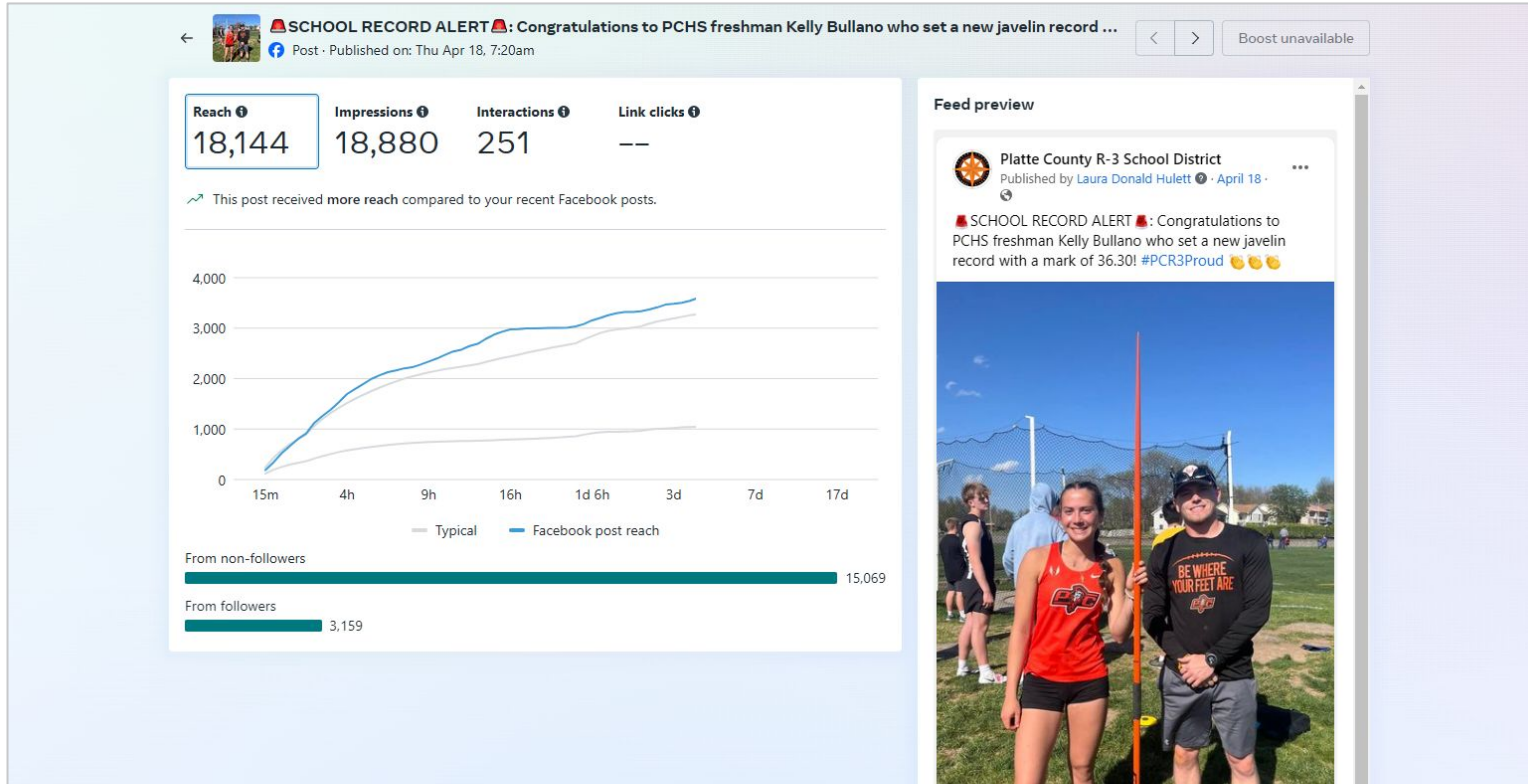 🚨SCHOOL RECORD ALERT🚨: Congratulations to PCHS freshman Kelly Bullano who set a new javelin record ...
Post · Published on: Thu Apr 18, 7:20am
Boost unavailable
Reach
Impressions
Interactions
Link clicks
18,144
18,880
251
--
This post received more reach compared to your recent Facebook posts.
4,000
3,000
2,000
1,000
0
15m 4h 9h 16h 1d 6h 3d 7d 17d
Typical
Facebook post reach
From non-followers
15,069
From followers
3,159
Feed preview
Platte County R-3 School District
Published by Laura Donald Hulett · April 18 ·
🚨SCHOOL RECORD ALERT🚨: Congratulations to
PCHS freshman Kelly Bullano who set a new javelin
record with a mark of 36.30! #PCR3Proud 👏👏👏
BE WHERE
YOUR FEET ARE